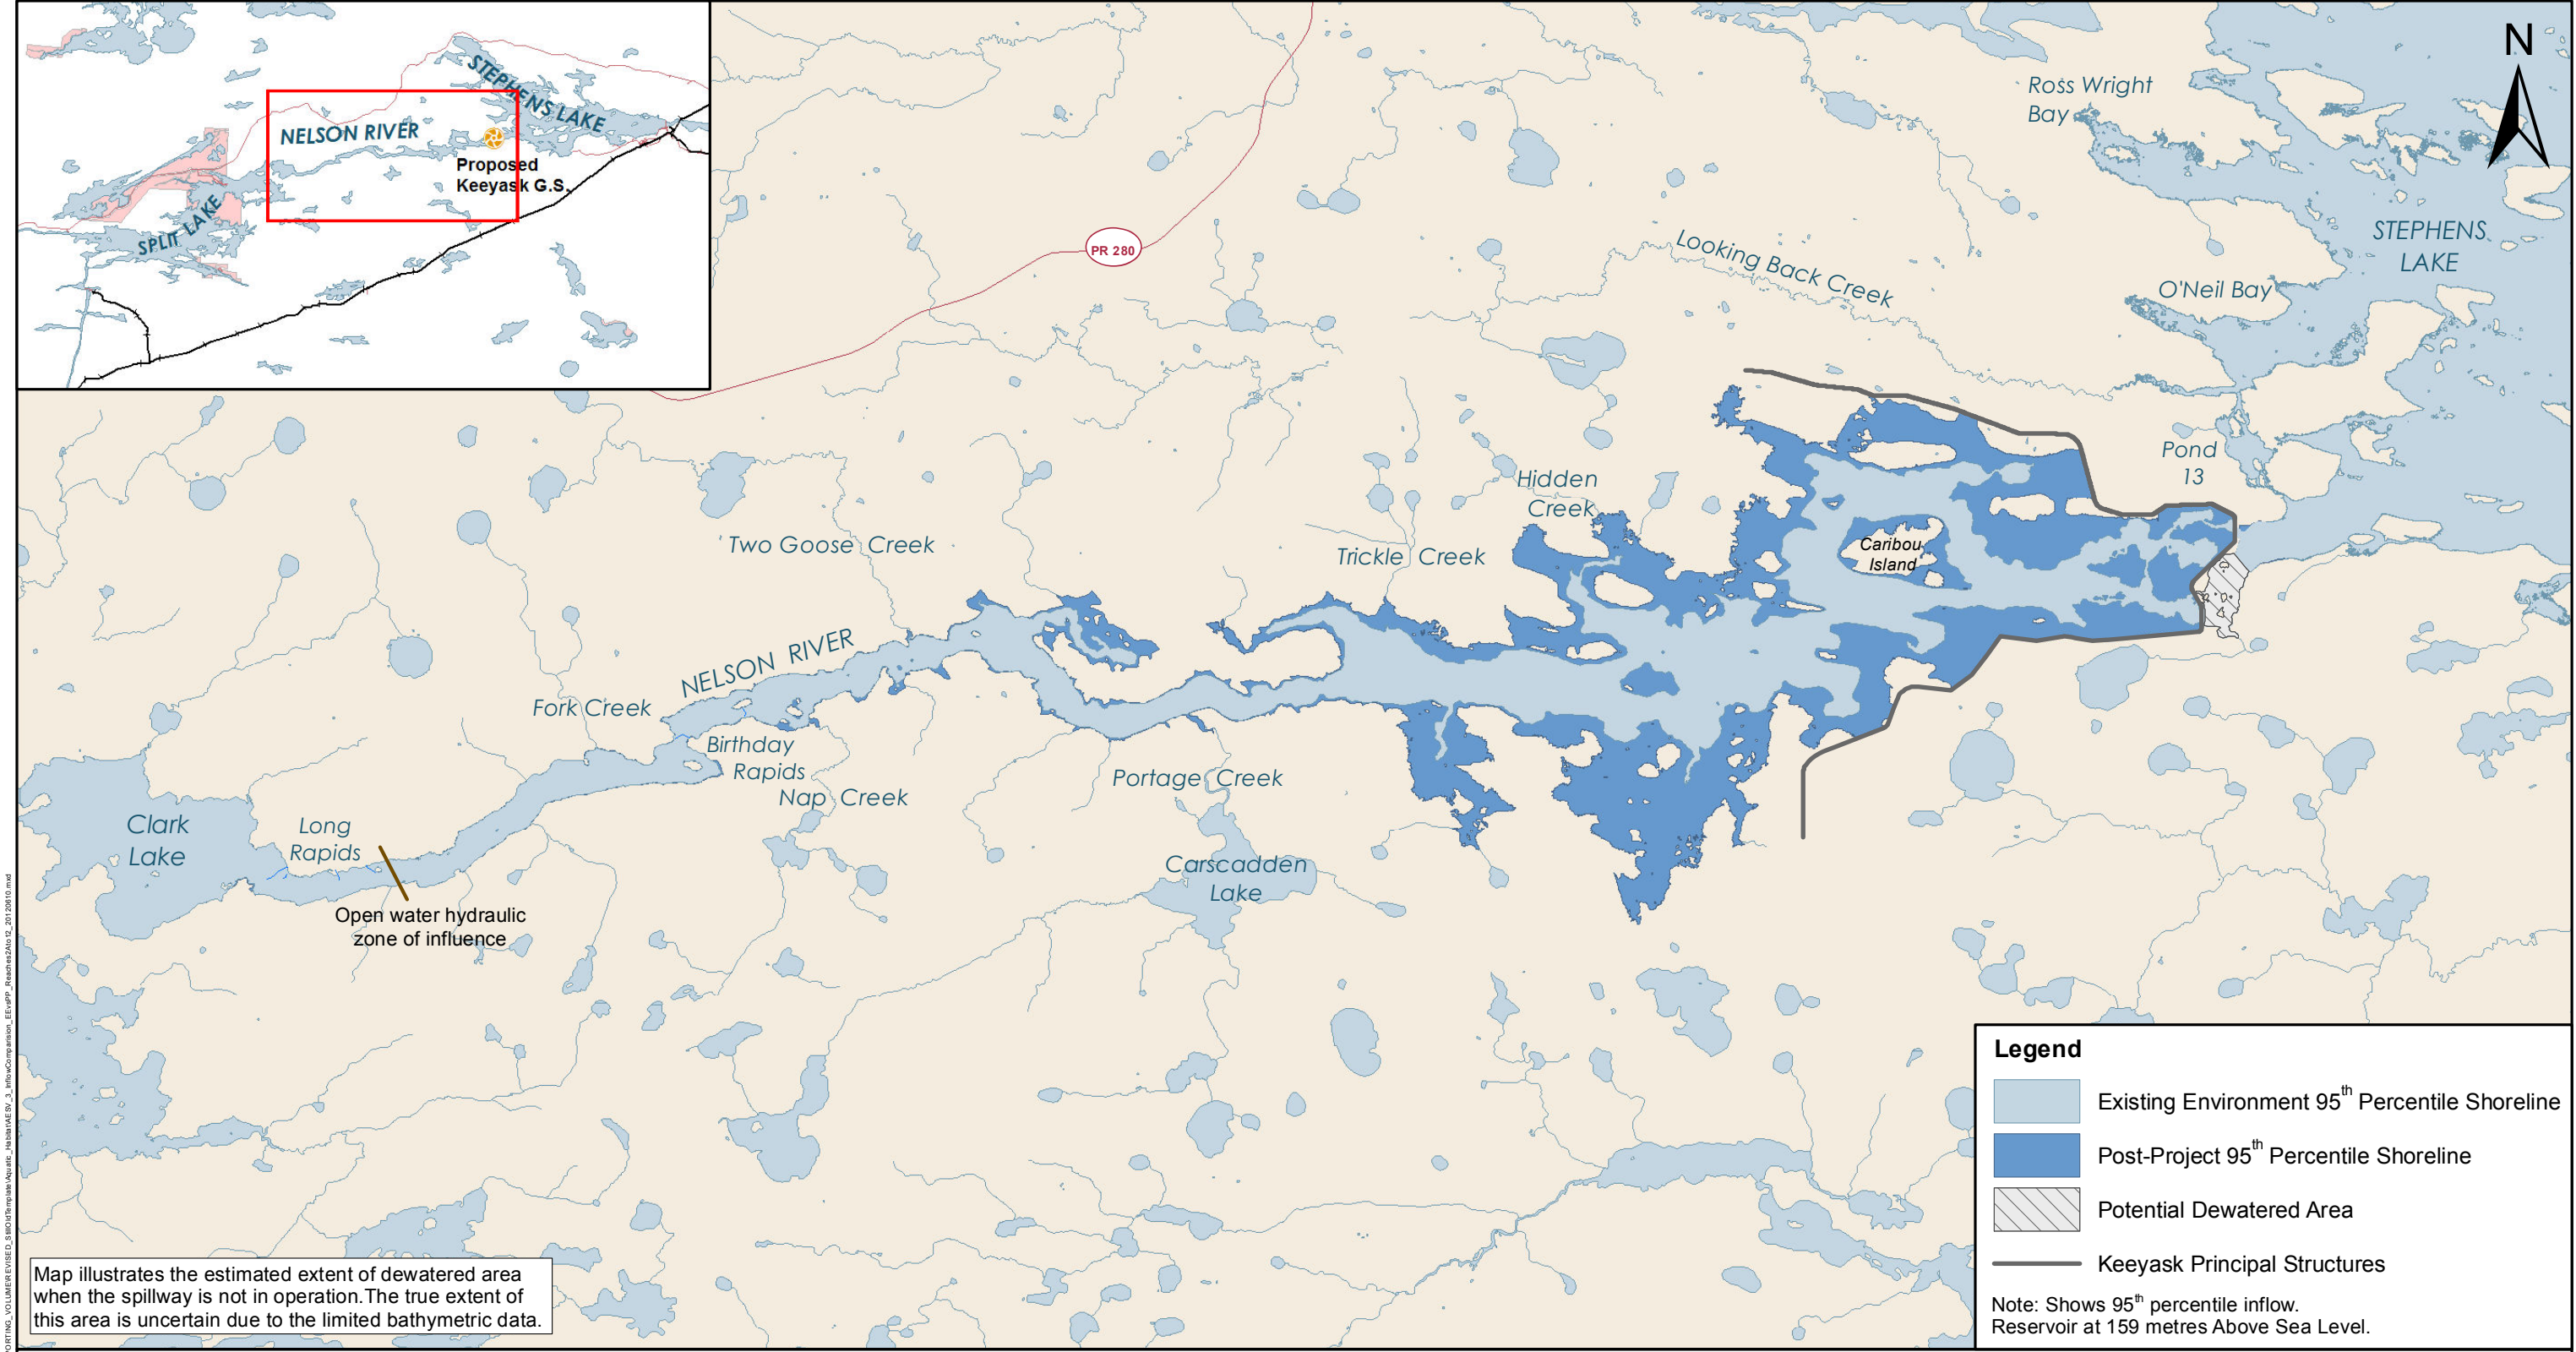 STEPHENS LAKE
NELSON RIVER
Proposed
Keeyask G.S.
SPLIT LAKE
N
Ross Wright
Bay
PR 280
Looking Back Creek
STEPHENS
LAKE
O'Neil Bay
Pond
13
Hidden
Creek
Two Goose Creek
Trickle Creek
Caribou
Island
NELSON RIVER
Fork Creek
Birthday
Rapids
Nap Creek
Portage Creek
Clark
Lake
Long
Rapids
Carscadden
Lake
Open water hydraulic
zone of influence
Legend
Existing Environment 95th Percentile Shoreline
Post-Project 95th Percentile Shoreline
Potential Dewatered Area
Keeyask Principal Structures
Note: Shows 95th percentile inflow.
Reservoir at 159 metres Above Sea Level.
Map illustrates the estimated extent of dewatered area
when the spillway is not in operation.The true extent of
this area is uncertain due to the limited bathymetric data.